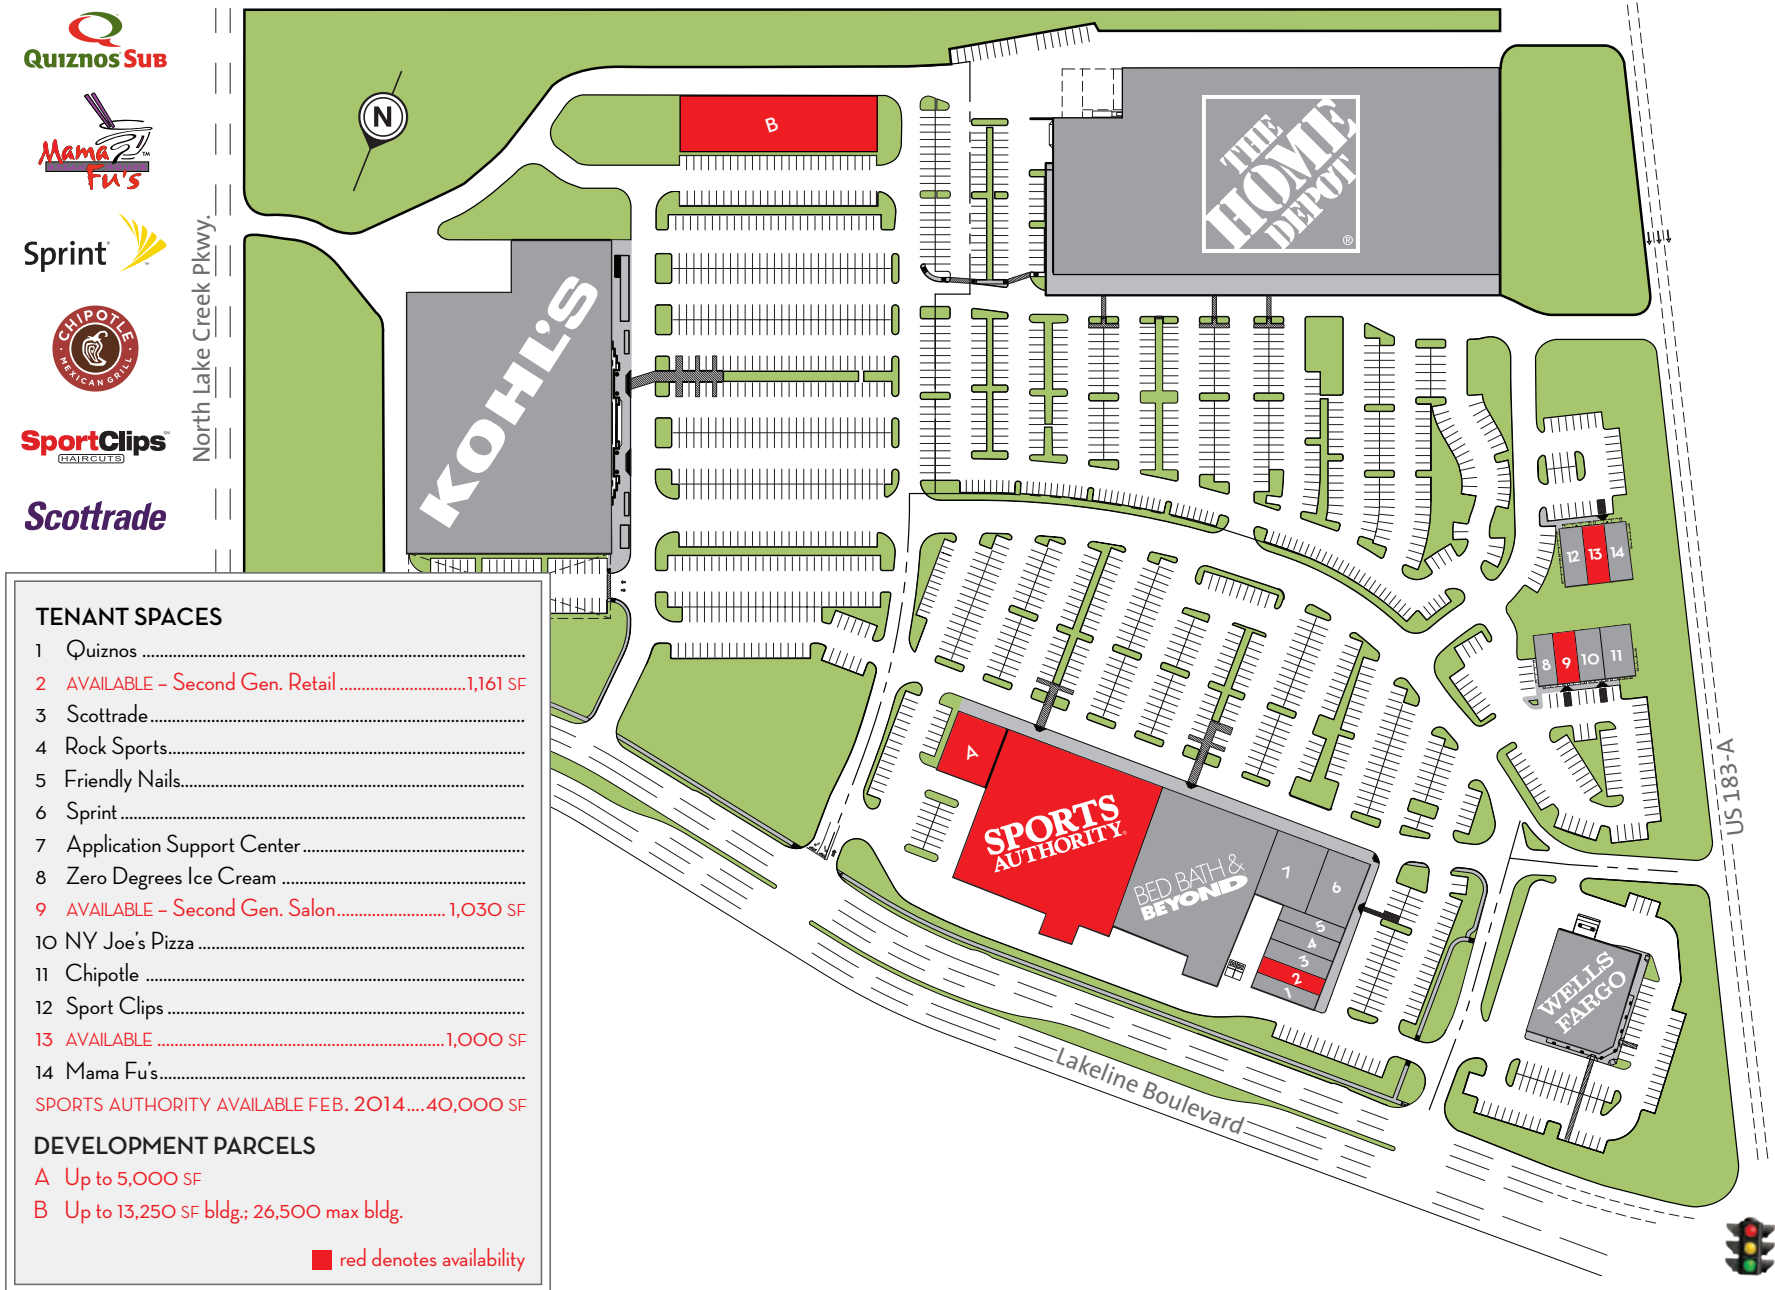 QUIZNOS SUB
Mama
Fu's
TM
Sprint
CHIPOTLE
MEXICAN GRILL
SportClips
HAIRCUTS
Scottrade
North Lake Creek Pkwy.
N
B
THE
HOME
DEPOT
®
KOHL'S
12 13 14
8 9 10 11
US 183-A
A
SPORTS
AUTHORITY
BED BATH &
BEYOND
7
6
5
4
3
2
1
WELLS
FARGO
Lakeline Boulevard
TENANT SPACES
1 Quiznos
2 AVAILABLE – Second Gen. Retail 1,161 SF
3 Scottrade
4 Rock Sports
5 Friendly Nails
6 Sprint
7 Application Support Center
8 Zero Degrees Ice Cream
9 AVAILABLE – Second Gen. Salon 1,030 SF
10 NY Joe's Pizza
11 Chipotle
12 Sport Clips
13 AVAILABLE 1,000 SF
14 Mama Fu's
SPORTS AUTHORITY AVAILABLE FEB. 2014....40,000 SF
DEVELOPMENT PARCELS
A Up to 5,000 SF
B Up to 13,250 SF bldg.; 26,500 max bldg.
red denotes availability